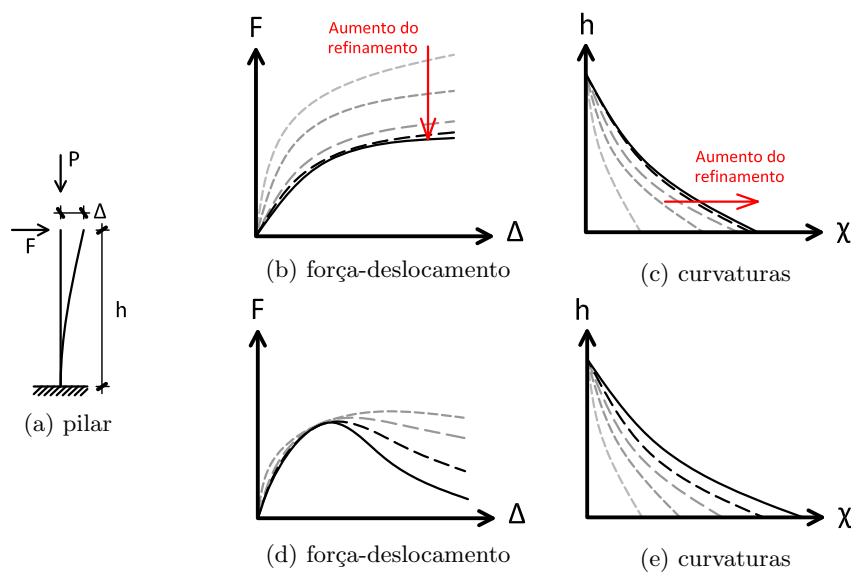 P
Δ
F
h
(a) pilar
F
Aumento do
refinamento
Δ
(b) força-deslocamento
h
Aumento do
refinamento
χ
(c) curvaturas
F
Δ
(d) força-deslocamento
h
χ
(e) curvaturas